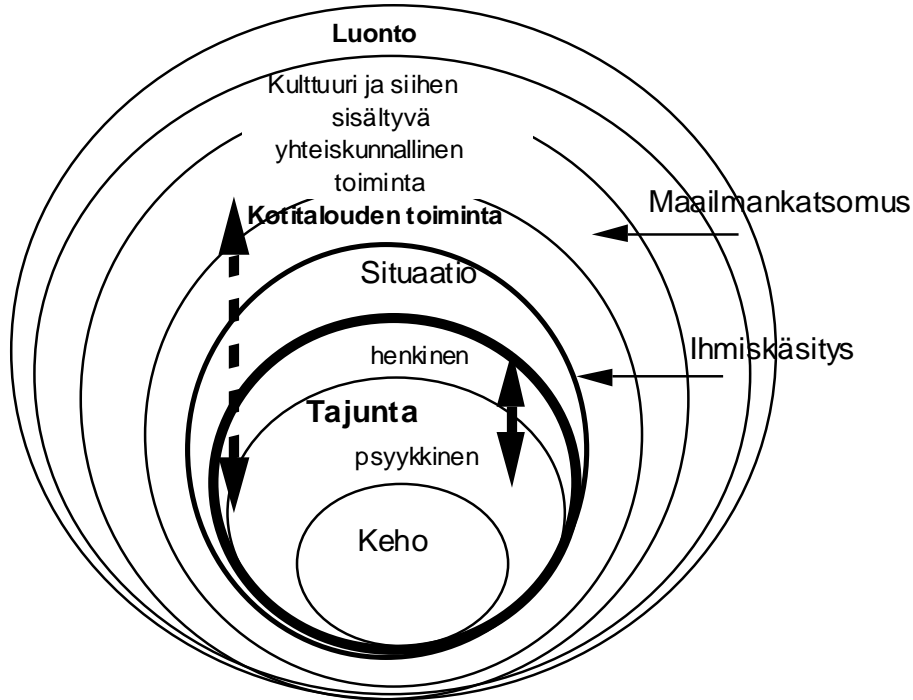 Luonto
Kulttuuri ja siihen
sisältyvä
yhteiskunnallinen
toiminta
Maailmankatsomus
Kotitalouden toiminta
Situaatio
Ihmiskäsitys
henkinen
Tajunta
psyykkinen
Keho